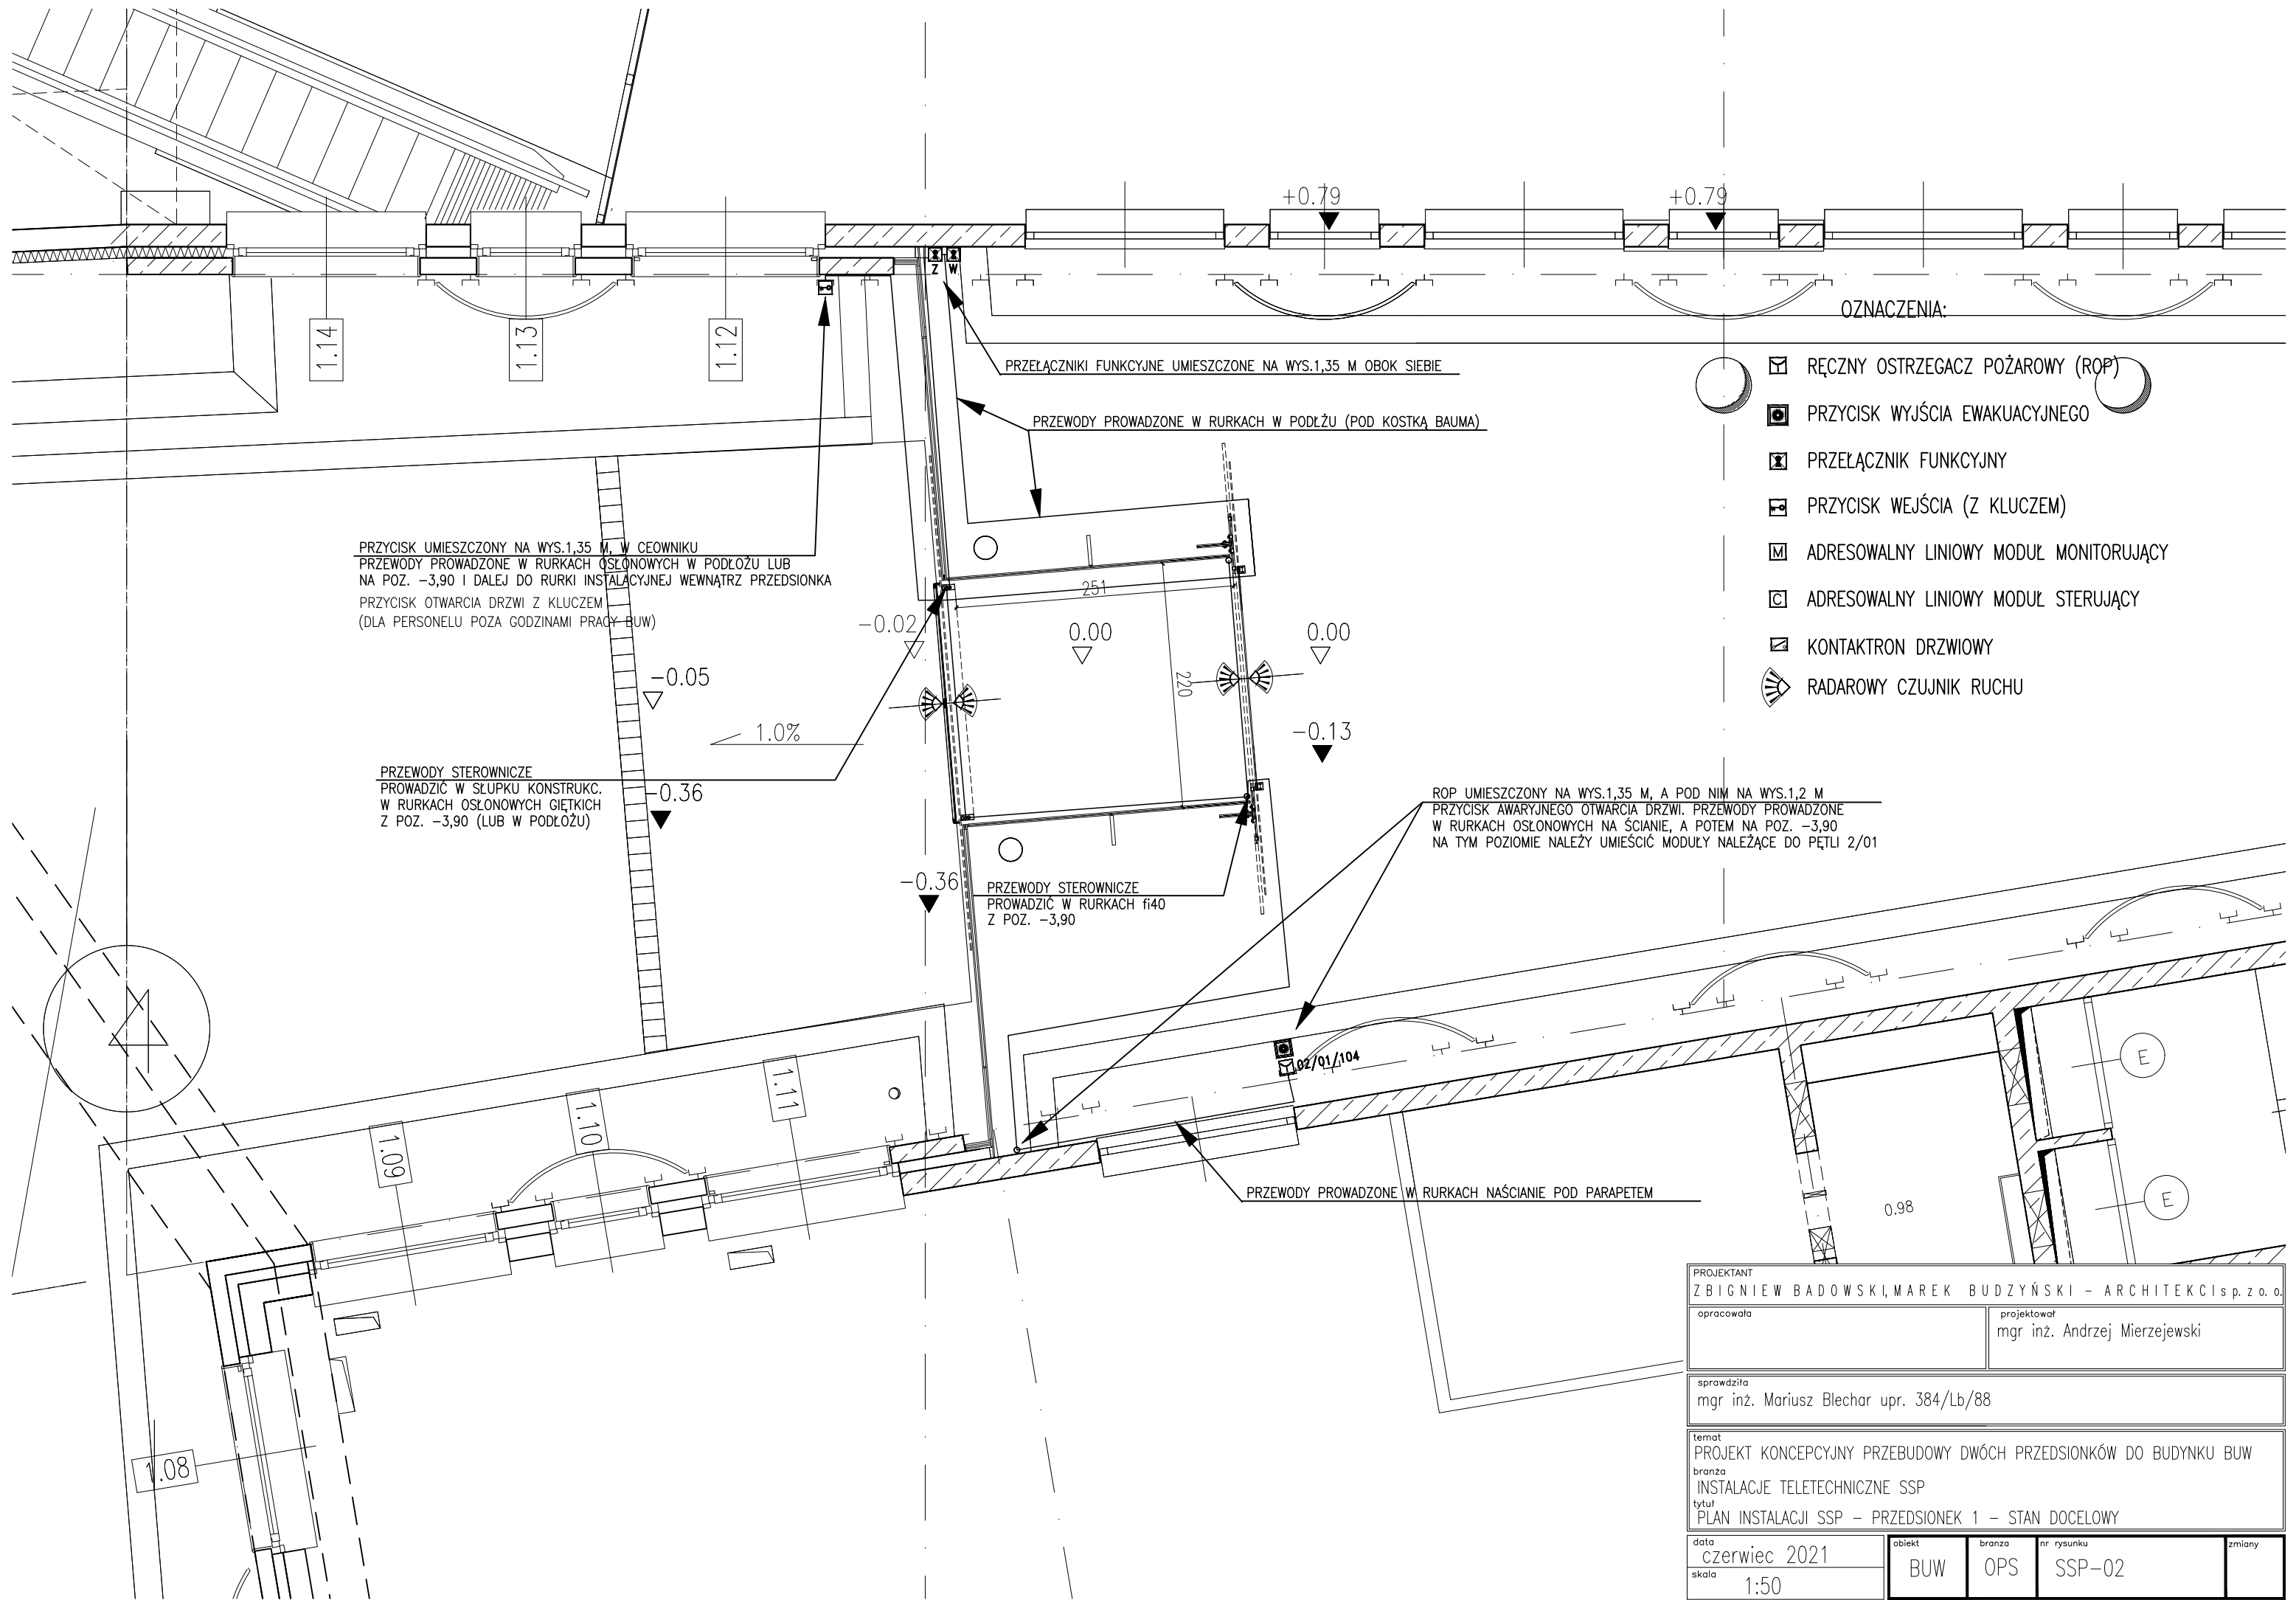 +0.79
+0.79
Z W
OZNACZENIA:
1.14
1.13
1.12
PRZEŁĄCZNIKI FUNKCYJNE UMIESZCZONE NA WYS.1,35 M OBOK SIEBIE
RĘCZNY OSTRZEGACZ POŻAROWY (ROP)
PRZEWODY PROWADZONE W RURKACH W PODŁŻU (POD KOSTKĄ BAUMA)
PRZYCISK WYJŚCIA EWAKUACYJNEGO
PRZEŁĄCZNIK FUNKCYJNY
PRZYCISK WEJŚCIA (Z KLUCZEM)
M ADRESOWALNY LINIOWY MODUŁ MONITORUJĄCY
C ADRESOWALNY LINIOWY MODUŁ STERUJĄCY
KONTAKTRON DRZWIOWY
RADAROWY CZUJNIK RUCHU
PRZYCISK UMIESZCZONY NA WYS.1,35 M, W CEOWNIKU
PRZEWODY PROWADZONE W RURKACH OSŁONOWYCH W PODŁOŻU LUB
NA POZ. -3,90 I DALEJ DO RURKI INSTALACYJNEJ WEWNĄTRZ PRZEDSIONKA
PRZYCISK OTWARCIA DRZWI Z KLUCZEM
(DLA PERSONELU POZA GODZINAMI PRACY BUW)
251
-0.02
0.00
0.00
-0.05
220
1.0%
-0.13
PRZEWODY STEROWNICZE
PROWADZIĆ W SŁUPKU KONSTRUKC.
W RURKACH OSŁONOWYCH GIĘTKICH
Z POZ. -3,90 (LUB W PODŁOŻU)
-0.36
ROP UMIESZCZONY NA WYS.1,35 M, A POD NIM NA WYS.1,2 M
PRZYCISK AWARYJNEGO OTWARCIA DRZWI. PRZEWODY PROWADZONE
W RURKACH OSŁONOWYCH NA ŚCIANIE, A POTEM NA POZ. -3,90
NA TYM POZIOMIE NALEŻY UMIEŚCIĆ MODUŁY NALEŻĄCE DO PĘTLI 2/01
-0.36
PRZEWODY STEROWNICZE
PROWADZIĆ W RURKACH fi40
Z POZ. -3,90
02/01/104
E
1.11
1.10
1.09
E
PRZEWODY PROWADZONE W RURKACH NAŚCIANIE POD PARAPETEM
0.98
1.08
PROJEKTANT
ZBIGNIEW BADOWSKI, MAREK BUDZYŃSKI - ARCHITEKCI sp. z o. o.
opracowała
projektował
mgr inż. Andrzej Mierzejewski
sprawdziła
mgr inż. Mariusz Blechar upr. 384/Lb/88
temat
PROJEKT KONCEPCYJNY PRZEBUDOWY DWÓCH PRZEDSIONKÓW DO BUDYNKU BUW
branża
INSTALACJE TELETECHNICZNE SSP
tytuł
PLAN INSTALACJI SSP - PRZEDSIONEK 1 - STAN DOCELOWY
data
czerwiec 2021
skala
1:50
obiekt
BUW
branza
OPS
nr rysunku
SSP-02
zmiany